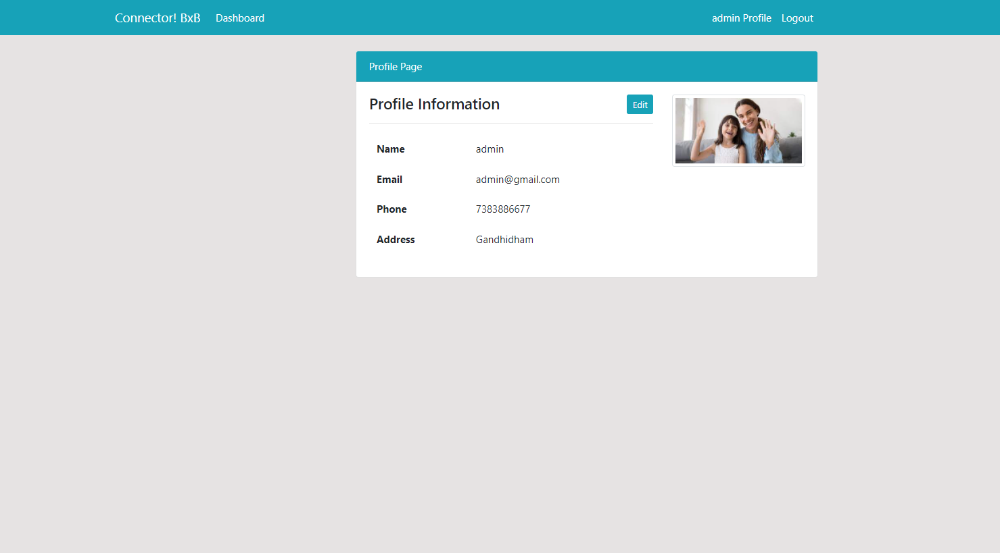 Connector! BxB Dashboard admin Profile Logout
Profile Page
Profile Information Edit
Name admin
Email admin@gmail.com
Phone 7383886677
Address Gandhidham